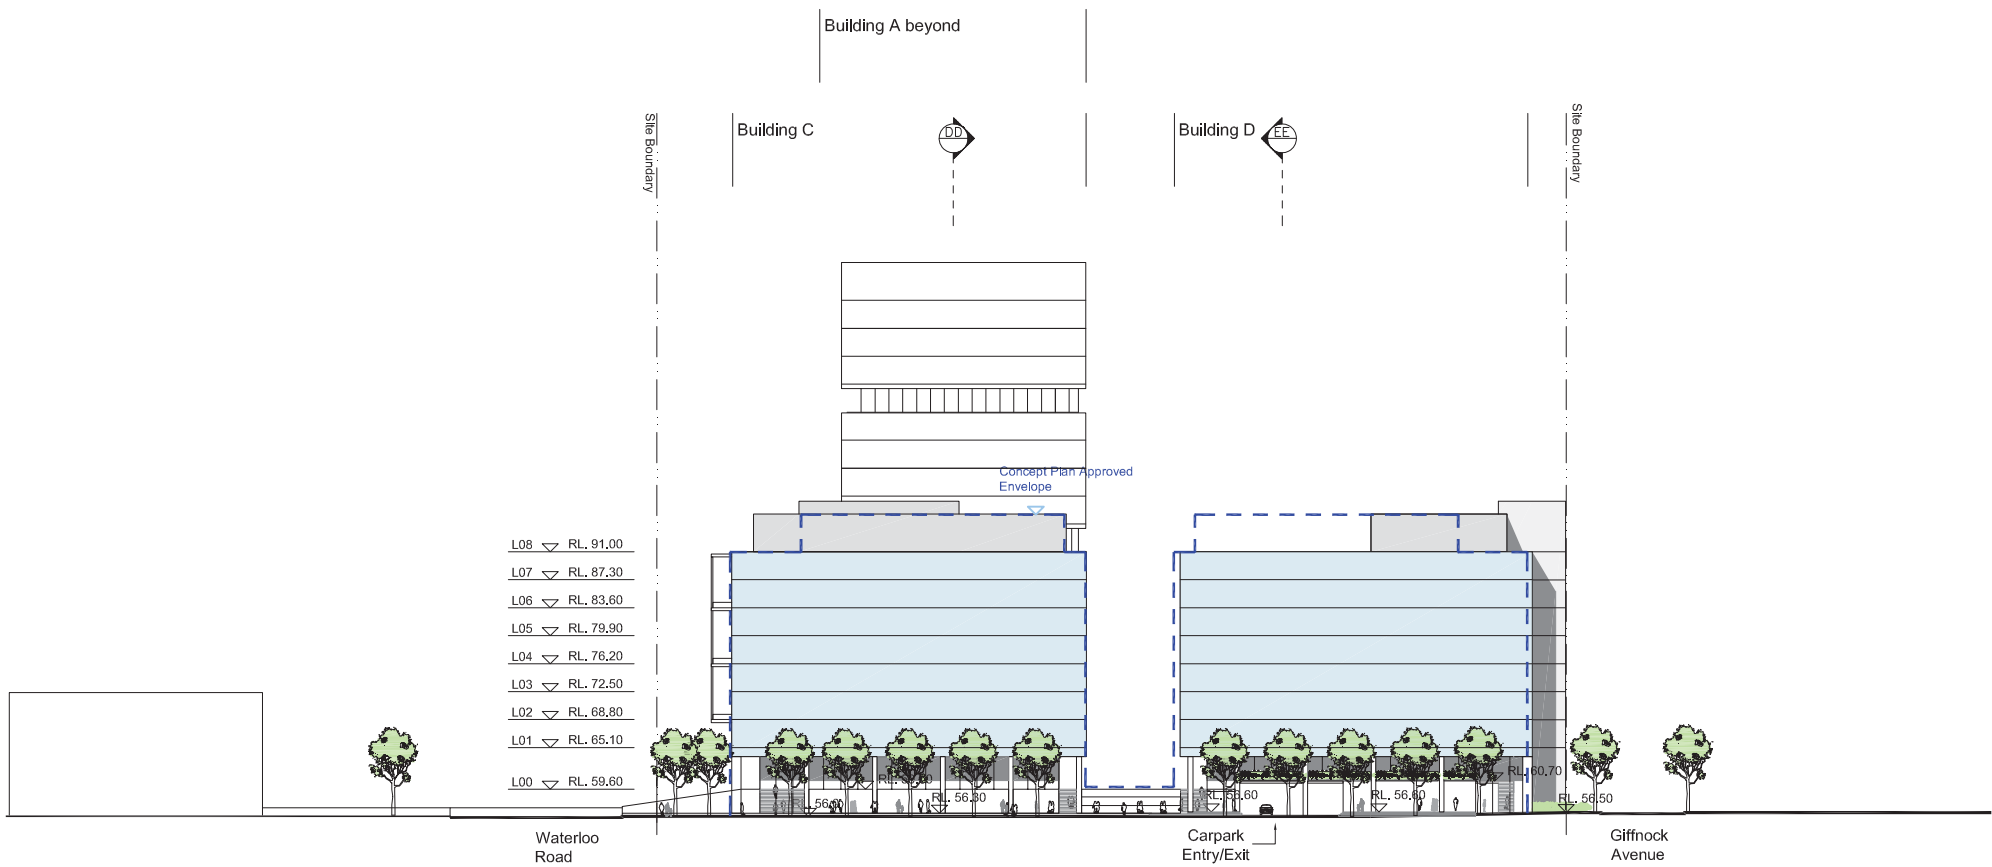 Building A beyond
Site Boundary
Building C
DD
Building D
EE
Site Boundary
Concept Plan Approved
Envelope
L08 RL. 91.00
L07 RL. 87.30
L06 RL. 83.60
L05 RL. 79.90
L04 RL. 76.20
L03 RL. 72.50
L02 RL. 68.80
L01 RL. 65.10
L00 RL. 59.60
RL. 60.70
RL. 56.30
RL. 56.60
RL. 56.60
RL. 56.50
Waterloo
Road
Carpark
Entry/Exit
Giffnock
Avenue